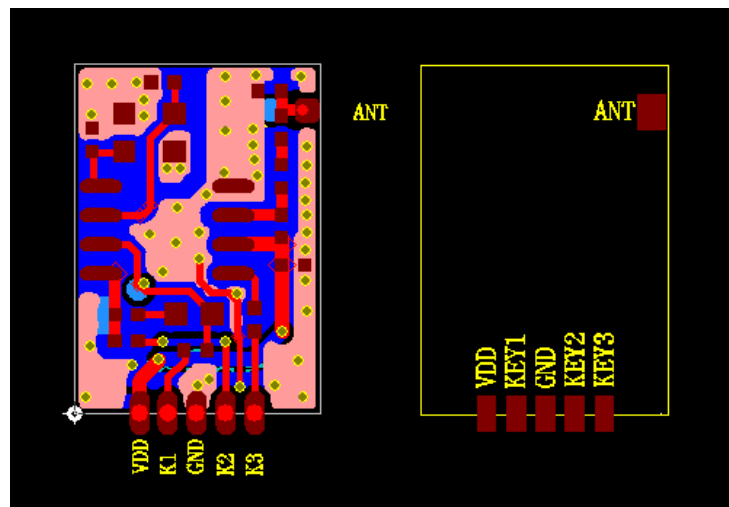 ANT
ANT
VDD
K1
GND
K2
K3
VDD
KEY1
GND
KEY2
KEY3